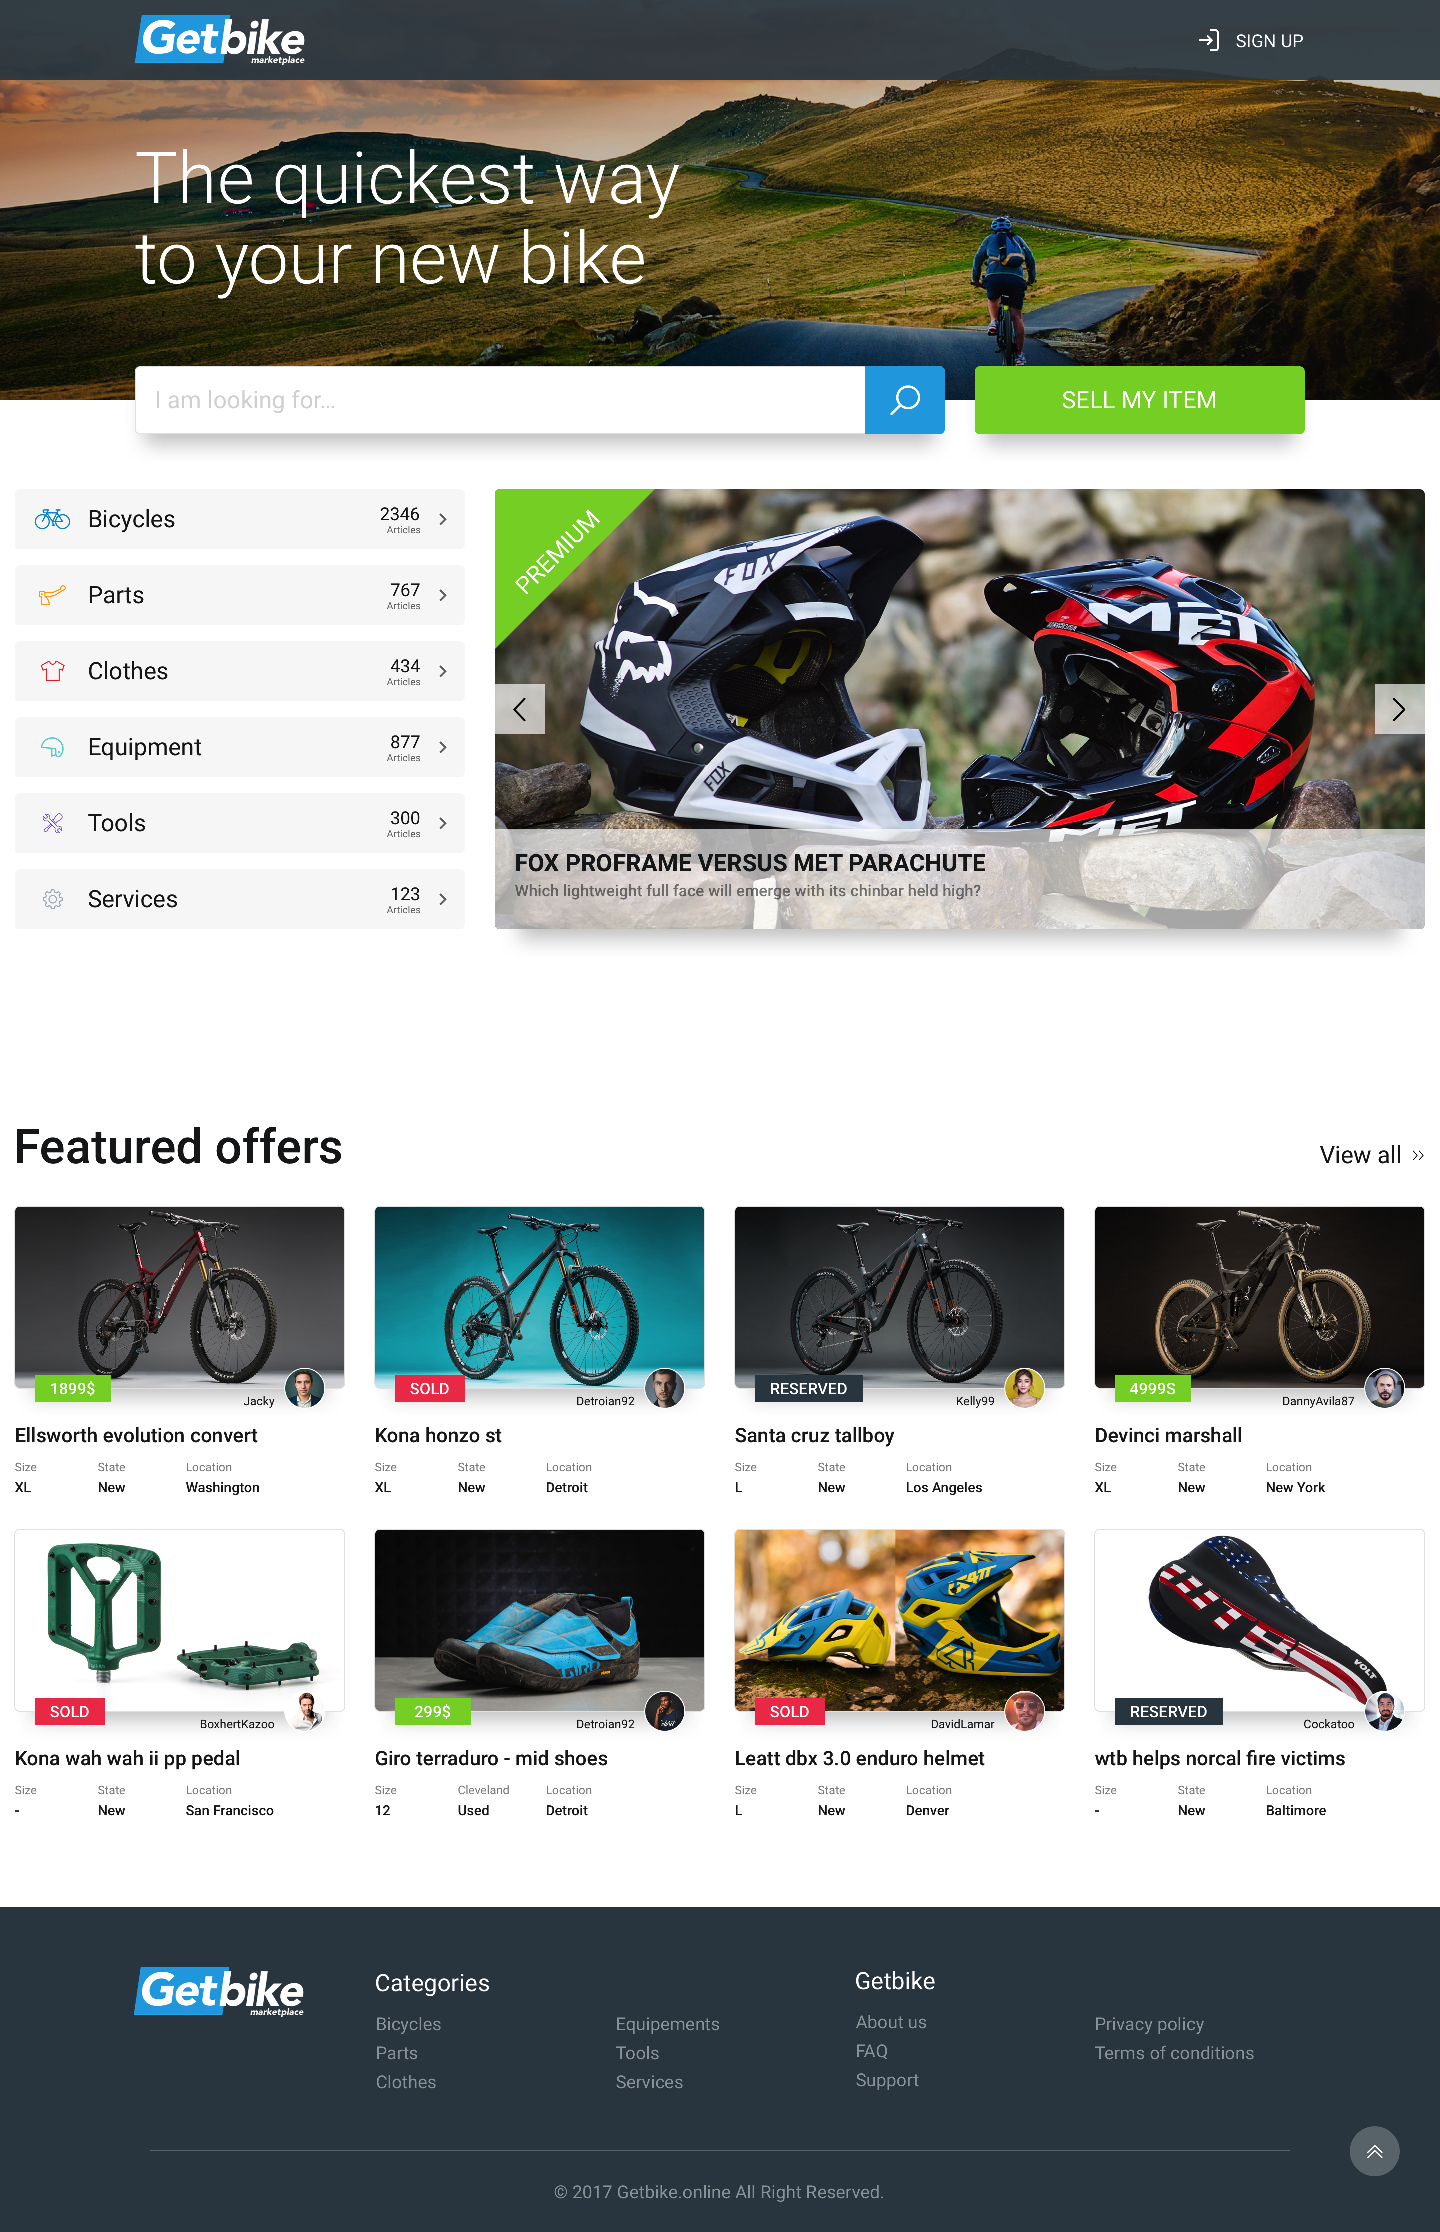 Getbike
marketplace
SIGN UP
The quickest way
to your new bike
I am looking for...
SELL MY ITEM
Bicycles
2346
Articles
Parts
767
Articles
Clothes
434
Articles
Equipment
877
Articles
Tools
300
Articles
Services
123
Articles
PREMIUM
FOX
FOX
MET
MET
FOX PROFRAME VERSUS MET PARACHUTE
Which lightweight full face will emerge with its chinbar held high?
Featured offers
View all
1899$
Jacky
Ellsworth evolution convert
Size State Location
XL New Washington
SOLD
Detroian92
Kona honzo st
Size State Location
XL New Detroit
RESERVED
Kelly99
Santa cruz tallboy
Size State Location
L New Los Angeles
4999S
DannyAvila87
Devinci marshall
Size State Location
XL New New York
SOLD
BoxhertKazoo
Kona wah wah ii pp pedal
Size State Location
- New San Francisco
GIRO
299$
Detroian92
Giro terraduro - mid shoes
Size Cleveland Location
12 Used Detroit
SOLD
DavidLamar
Leatt dbx 3.0 enduro helmet
Size State Location
L New Denver
VOLT
RESERVED
Cockatoo
wtb helps norcal fire victims
Size State Location
- New Baltimore
Getbike
marketplace
Categories
Bicycles
Parts
Clothes
Equipements
Tools
Services
Getbike
About us
FAQ
Support
Privacy policy
Terms of conditions
© 2017 Getbike.online All Right Reserved.